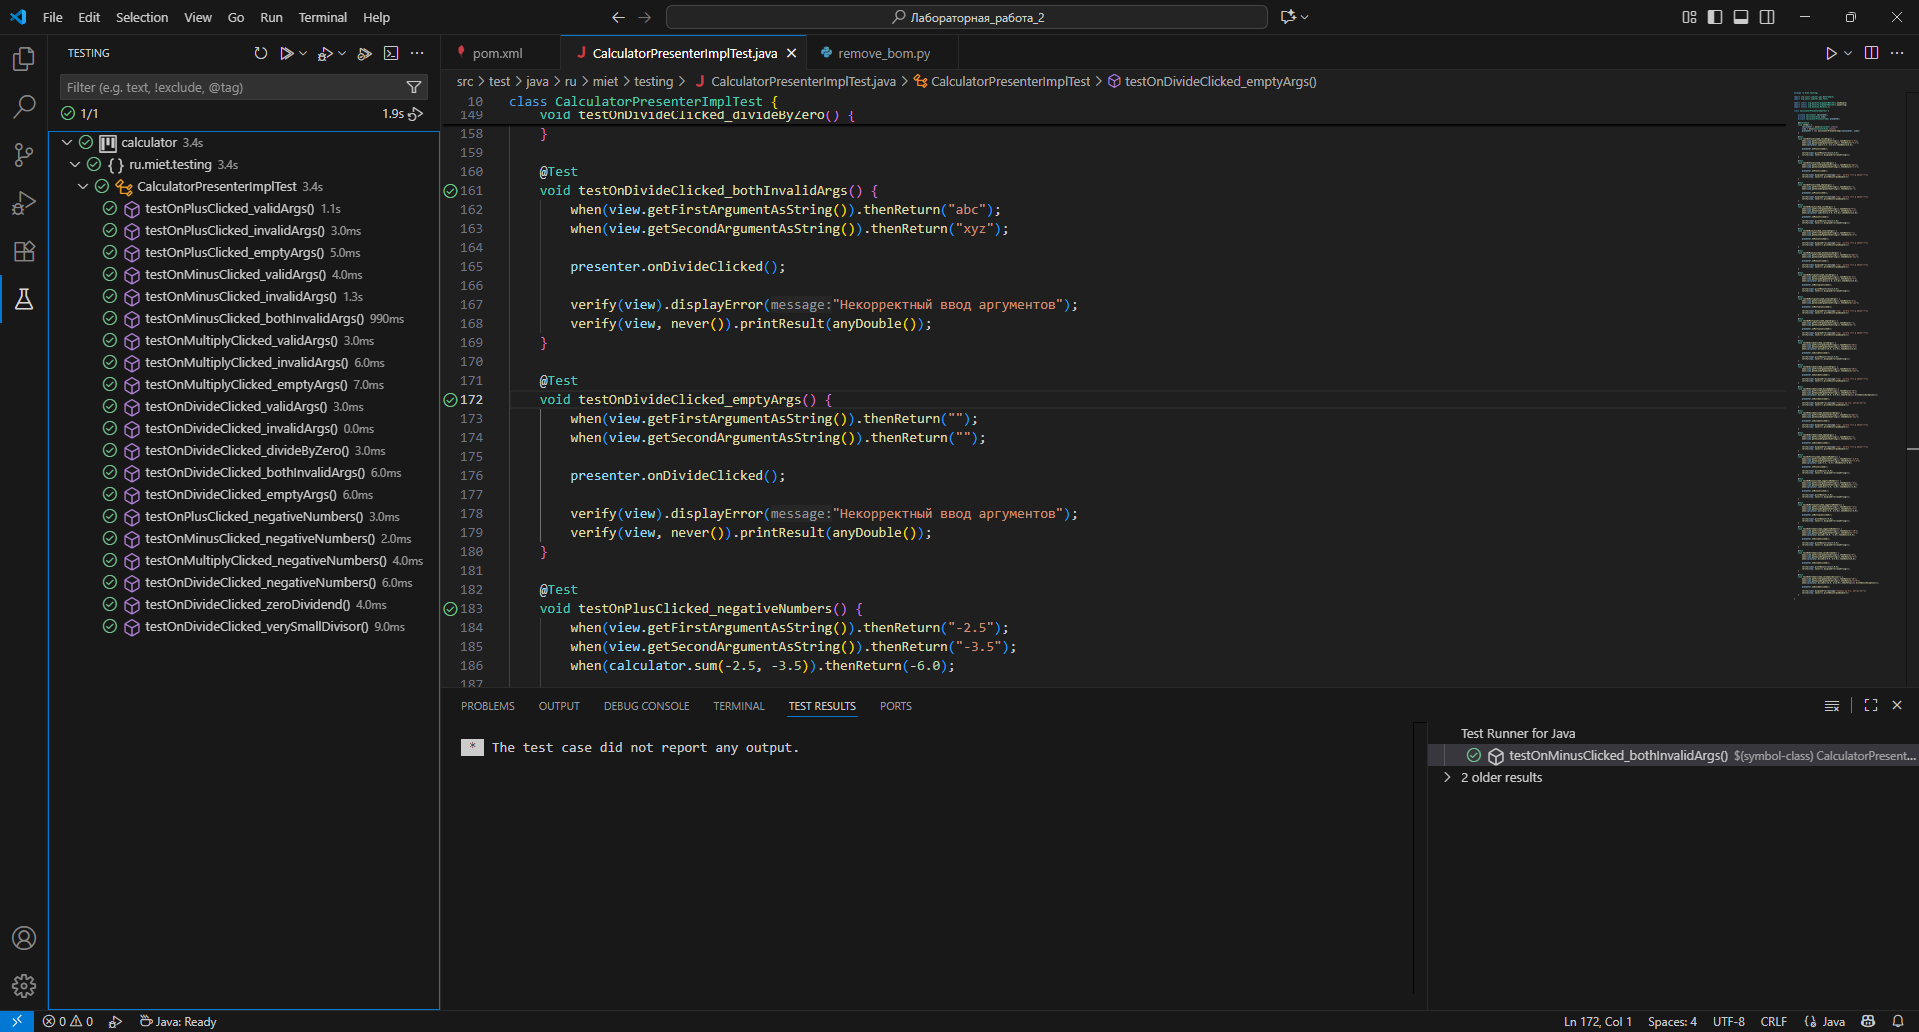 File Edit Selection View Go Run Terminal Help
Лабораторная_работа_2
TESTING
Filter (e.g. text, !exclude, @tag)
1/1 1.9s
calculator 3.4s
ru.miet.testing 3.4s
CalculatorPresenterImplTest 3.4s
testOnPlusClicked_validArgs() 1.1s
testOnPlusClicked_invalidArgs() 3.0ms
testOnPlusClicked_emptyArgs() 5.0ms
testOnMinusClicked_validArgs() 4.0ms
testOnMinusClicked_invalidArgs() 1.3s
testOnMinusClicked_bothInvalidArgs() 990ms
testOnMultiplyClicked_validArgs() 3.0ms
testOnMultiplyClicked_invalidArgs() 6.0ms
testOnMultiplyClicked_emptyArgs() 7.0ms
testOnDivideClicked_validArgs() 3.0ms
testOnDivideClicked_invalidArgs() 0.0ms
testOnDivideClicked_divideByZero() 3.0ms
testOnDivideClicked_bothInvalidArgs() 6.0ms
testOnDivideClicked_emptyArgs() 6.0ms
testOnPlusClicked_negativeNumbers() 3.0ms
testOnMinusClicked_negativeNumbers() 2.0ms
testOnMultiplyClicked_negativeNumbers() 4.0ms
testOnDivideClicked_negativeNumbers() 6.0ms
testOnDivideClicked_zeroDividend() 4.0ms
testOnDivideClicked_verySmallDivisor() 9.0ms
pom.xml
CalculatorPresenterImplTest.java
remove_bom.py
src > test > java > ru > miet > testing > CalculatorPresenterImplTest.java > CalculatorPresenterImplTest > testOnDivideClicked_emptyArgs()
10 class CalculatorPresenterImplTest {
149 void testOnDivideClicked_divideByZero() {
158 }
159
160 @Test
161 void testOnDivideClicked_bothInvalidArgs() {
162 when(view.getFirstArgumentAsString()).thenReturn("abc");
163 when(view.getSecondArgumentAsString()).thenReturn("xyz");
164
165 presenter.onDivideClicked();
166
167 verify(view).displayError(message:"Некорректный ввод аргументов");
168 verify(view, never()).printResult(anyDouble());
169 }
170
171 @Test
172 void testOnDivideClicked_emptyArgs() {
173 when(view.getFirstArgumentAsString()).thenReturn("");
174 when(view.getSecondArgumentAsString()).thenReturn("");
175
176 presenter.onDivideClicked();
177
178 verify(view).displayError(message:"Некорректный ввод аргументов");
179 verify(view, never()).printResult(anyDouble());
180 }
181
182 @Test
183 void testOnPlusClicked_negativeNumbers() {
184 when(view.getFirstArgumentAsString()).thenReturn("-2.5");
185 when(view.getSecondArgumentAsString()).thenReturn("-3.5");
186 when(calculator.sum(-2.5, -3.5)).thenReturn(-6.0);
187
PROBLEMS OUTPUT DEBUG CONSOLE TERMINAL TEST RESULTS PORTS
* The test case did not report any output.
Test Runner for Java
testOnMinusClicked_bothInvalidArgs() $(symbol-class) CalculatorPresent...
2 older results
0 0 Java: Ready
Ln 172, Col 1 Spaces: 4 UTF-8 CRLF {} Java